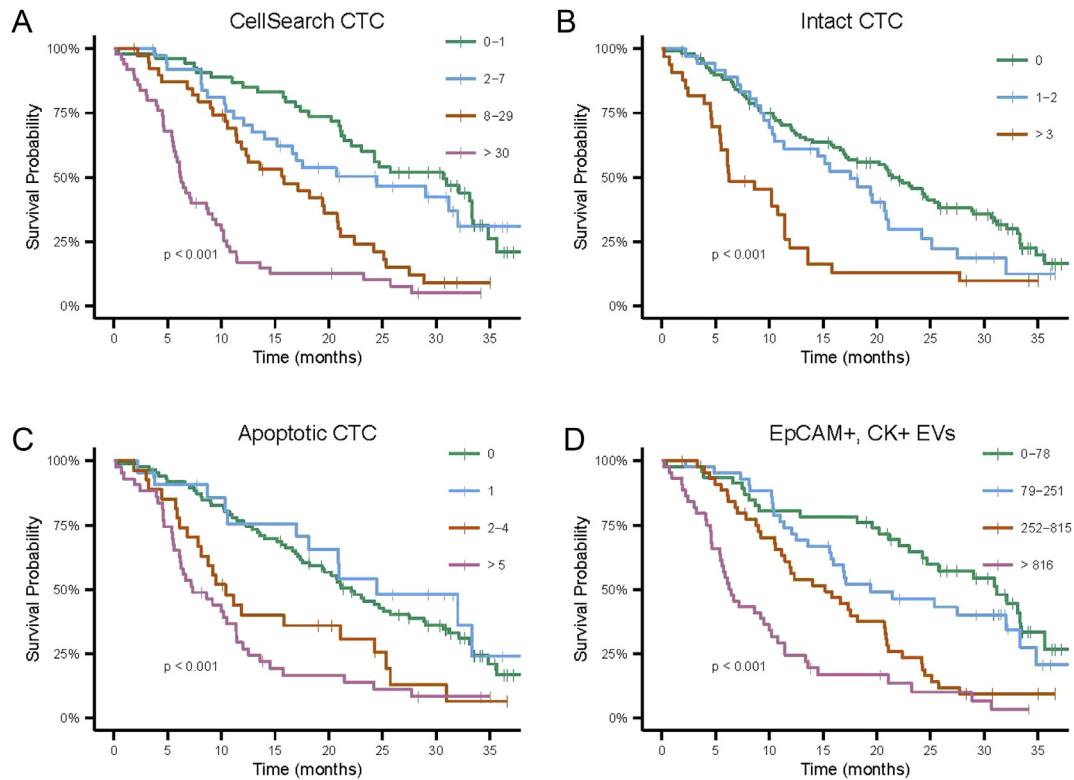 A
CellSearch CTC
0-1
2-7
8-29
> 30
Survival Probability
100%
75%
50%
25%
0%
p < 0.001
0 5 10 15 20 25 30 35
Time (months)
B
Intact CTC
0
1-2
> 3
Survival Probability
100%
75%
50%
25%
0%
p < 0.001
0 5 10 15 20 25 30 35
Time (months)
C
Apoptotic CTC
0
1
2-4
> 5
Survival Probability
100%
75%
50%
25%
0%
p < 0.001
0 5 10 15 20 25 30 35
Time (months)
D
EpCAM+, CK+ EVs
0-78
79-251
252-815
> 816
Survival Probability
100%
75%
50%
25%
0%
p < 0.001
0 5 10 15 20 25 30 35
Time (months)